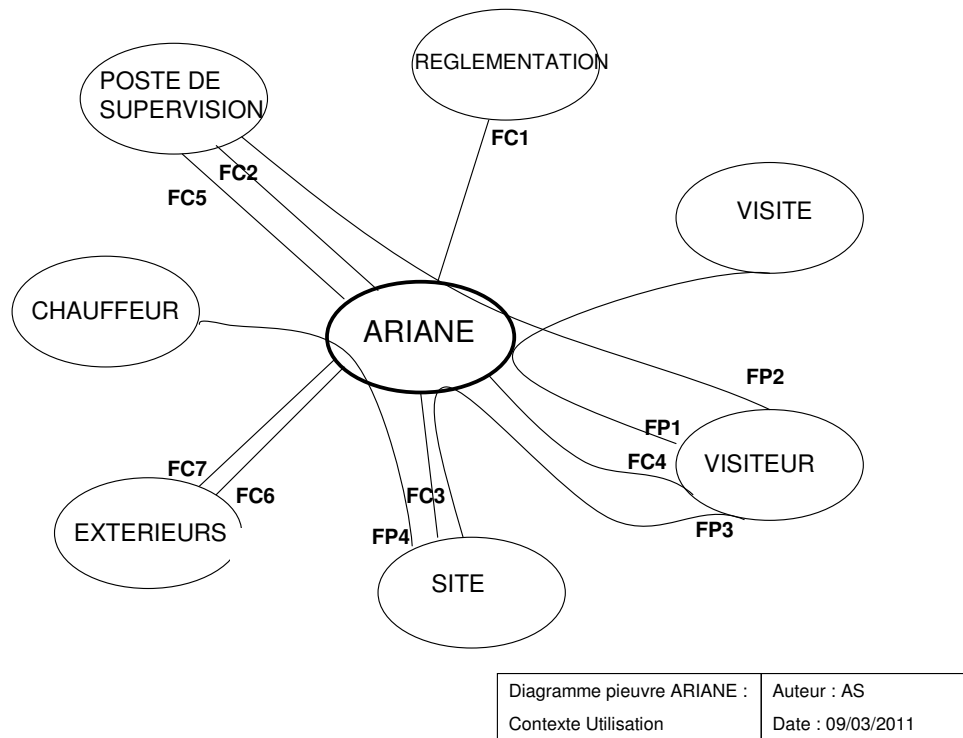 REGLEMENTATION
POSTE DE
SUPERVISION
FC1
FC2
FC5
VISITE
CHAUFFEUR
ARIANE
FP2
FP1
FC4
VISITEUR
FC7
FC6
FC3
EXTERIEURS
FP4
FP3
SITE
Diagramme pieuvre ARIANE :
Contexte Utilisation
Auteur : AS
Date : 09/03/2011